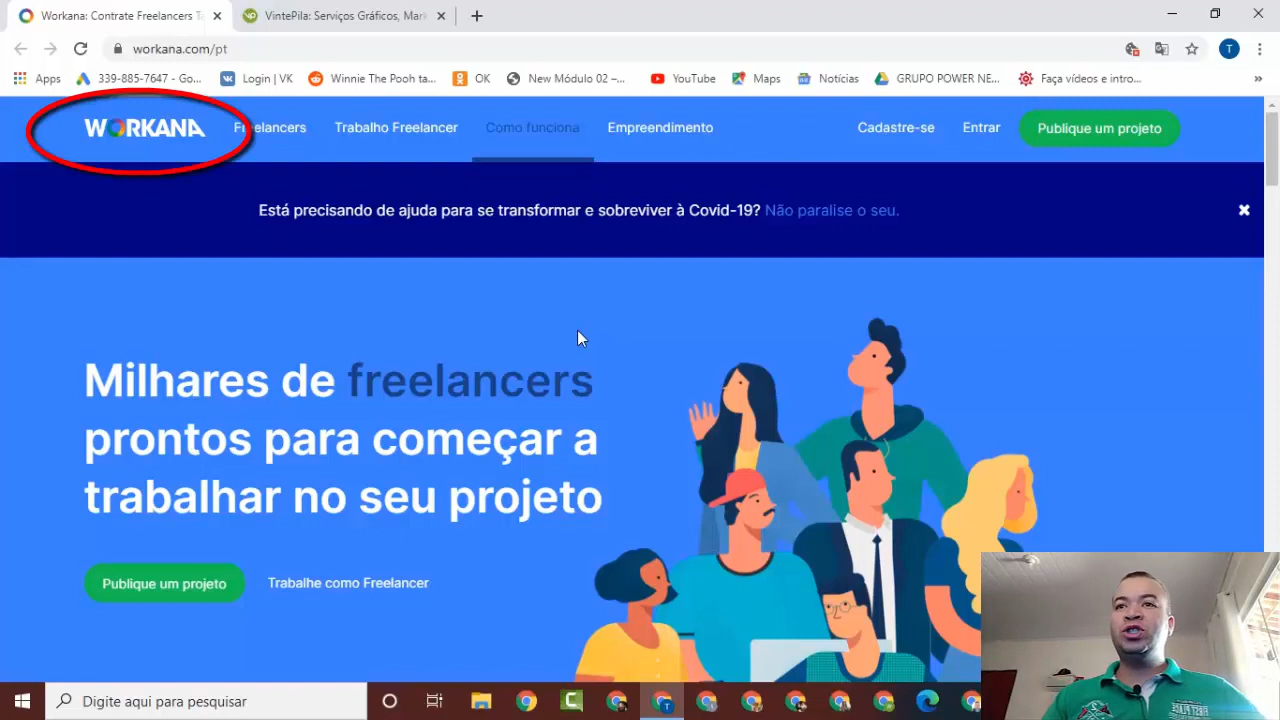 Workana: Contrate Freelancers Ta
VintePila: Serviços Gráficos, Mark
workana.com/pt
T
Apps
339-885-7647 - Go...
Login | VK
Winnie The Pooh ta...
OK
New Módulo 02 –...
YouTube
Maps
Notícias
GRUPO POWER NE...
Faça vídeos e intro...
WORKANA
Freelancers
Trabalho Freelancer
Como funciona
Empreendimento
Cadastre-se
Entrar
Publique um projeto
Está precisando de ajuda para se transformar e sobreviver à Covid-19? Não paralise o seu.
Milhares de freelancers
prontos para começar a
trabalhar no seu projeto
Publique um projeto
Trabalhe como Freelancer
Digite aqui para pesquisar